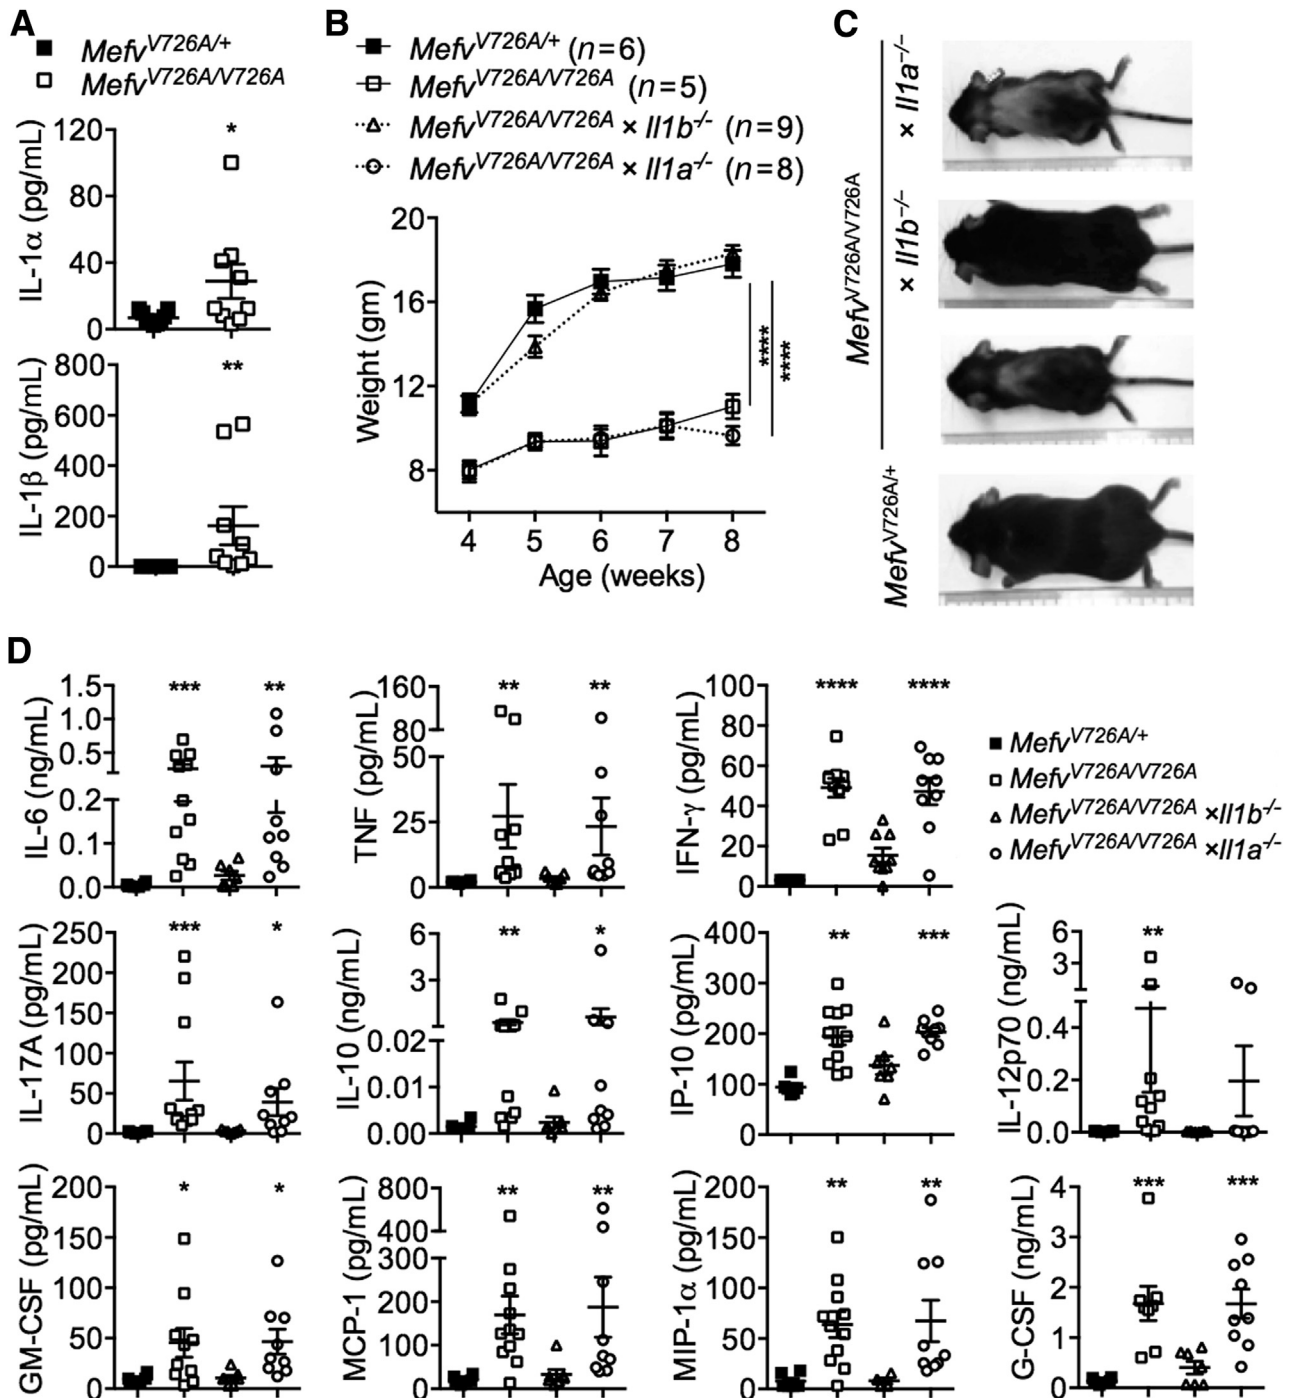 A
Mefv^V726A/+
Mefv^V726A/V726A
IL-1α (pg/mL)
120
80
40
0
*
IL-1β (pg/mL)
800
600
400
200
0
**
B
Mefv^V726A/+ (n=6)
Mefv^V726A/V726A (n=5)
Mefv^V726A/V726A × Il1b^-/- (n=9)
Mefv^V726A/V726A × Il1a^-/- (n=8)
Weight (gm)
20
16
12
8
4 5 6 7 8
Age (weeks)
****
****
C
Mefv^V726A/V726A
× Il1a^-/-
× Il1b^-/-
Mefv^V726A/+
D
IL-6 (ng/mL)
1.5
1.0
0.5
0.2
0.1
0.0
*** **
TNF (pg/mL)
160
80
50
25
0
** **
IFN-γ (pg/mL)
100
80
60
40
20
0
**** ****
Mefv^V726A/+
Mefv^V726A/V726A
Mefv^V726A/V726A ×Il1b^-/-
Mefv^V726A/V726A ×Il1a^-/-
IL-17A (pg/mL)
250
200
150
100
50
0
*** *
IL-10 (ng/mL)
6
3
0.02
0.01
0.00
** *
IP-10 (pg/mL)
400
300
200
100
0
** ***
IL-12p70 (ng/mL)
6
3
0.4
0.2
0.0
**
GM-CSF (pg/mL)
200
150
100
50
0
* *
MCP-1 (pg/mL)
800
400
300
200
100
0
** **
MIP-1α (pg/mL)
200
150
100
50
0
** **
G-CSF (ng/mL)
4
3
2
1
0
*** ***